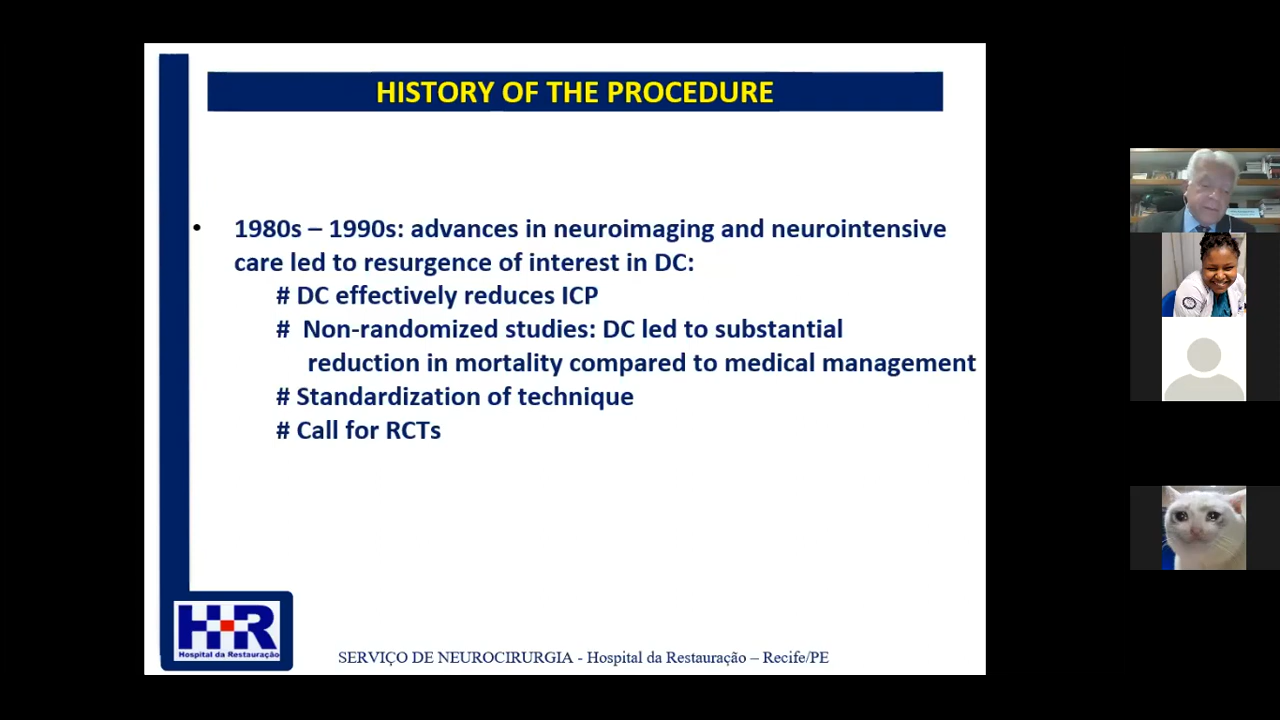 HISTORY OF THE PROCEDURE
• 1980s – 1990s: advances in neuroimaging and neurointensive
care led to resurgence of interest in DC:
# DC effectively reduces ICP
# Non-randomized studies: DC led to substantial
reduction in mortality compared to medical management
# Standardization of technique
# Call for RCTs
H+R
Hospital da Restauração
SERVIÇO DE NEUROCIRURGIA - Hospital da Restauração – Recife/PE